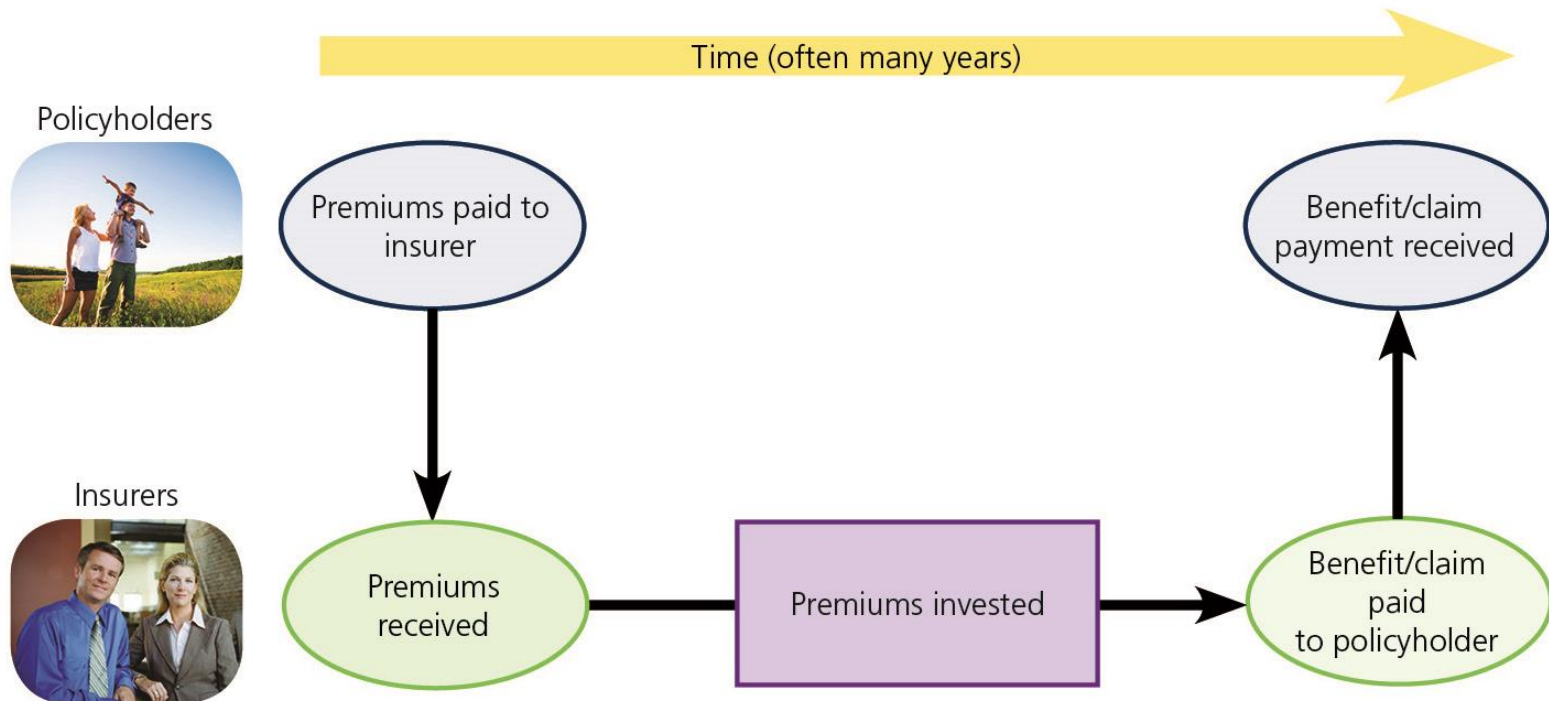 Time (often many years)
Policyholders
Premiums paid to
insurer
Benefit/claim
payment received
Insurers
Premiums
received
Premiums invested
Benefit/claim
paid
to policyholder